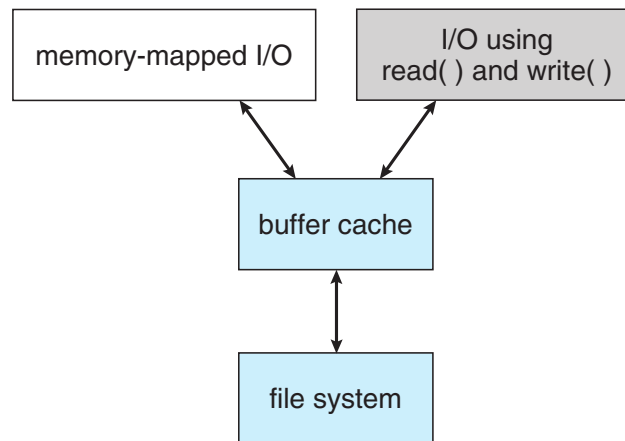 memory-mapped I/O
I/O using
read( ) and write( )
buffer cache
file system